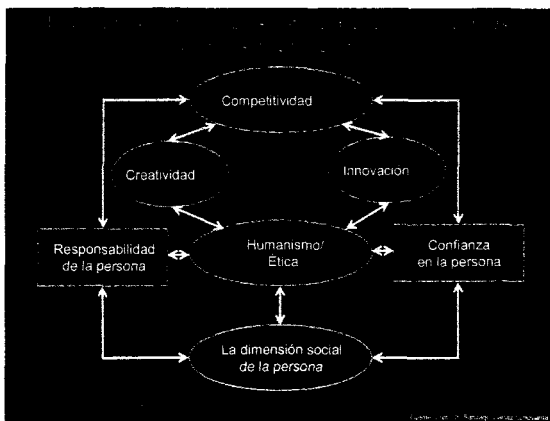 Competitividad
Creatividad
Innovación
Responsabilidad
de la persona
Humanismo/
Ética
Confianza
en la persona
La dimensión social
de la persona